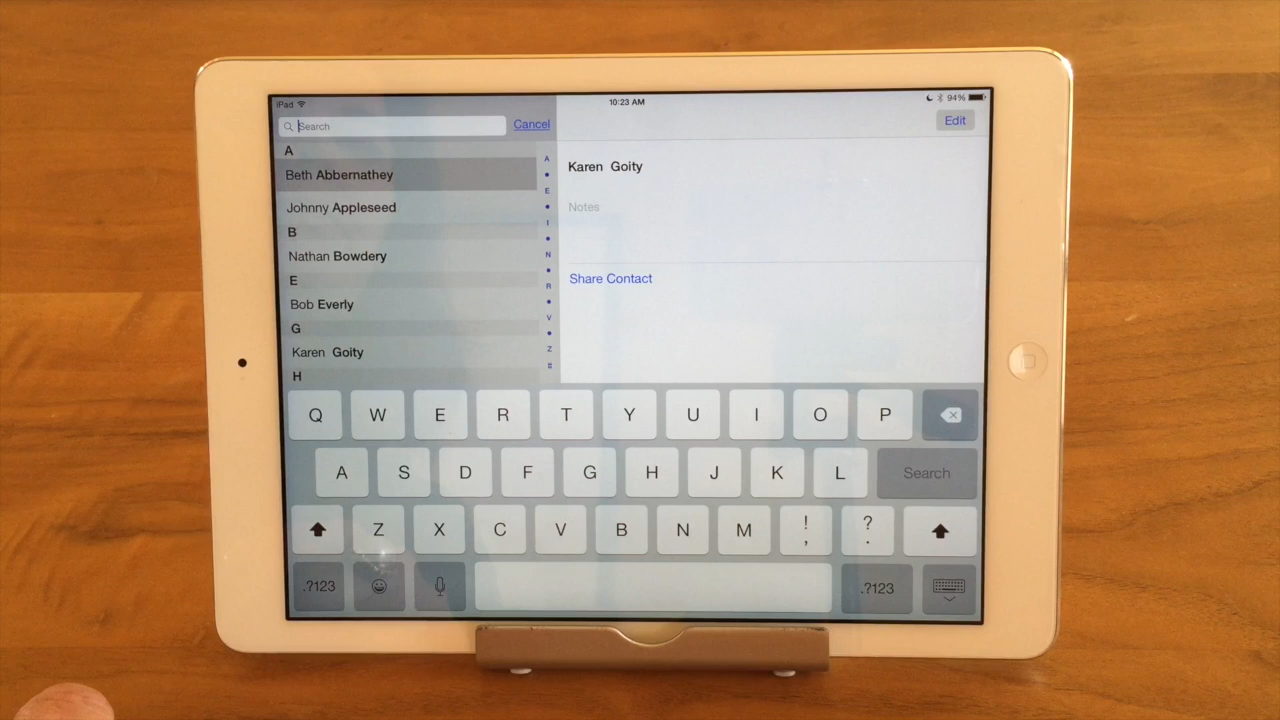 iPad
10:23 AM
94%
Search
Cancel
Edit
A
Beth Abbernathey
Johnny Appleseed
B
Nathan Bowdery
E
Bob Everly
G
Karen Goity
H
A
E
I
N
R
V
Z
#
Karen Goity
Notes
Share Contact
Q W E R T Y U I O P
A S D F G H J K L Search
Z X C V B N M ! , ? .
.?123 .?123